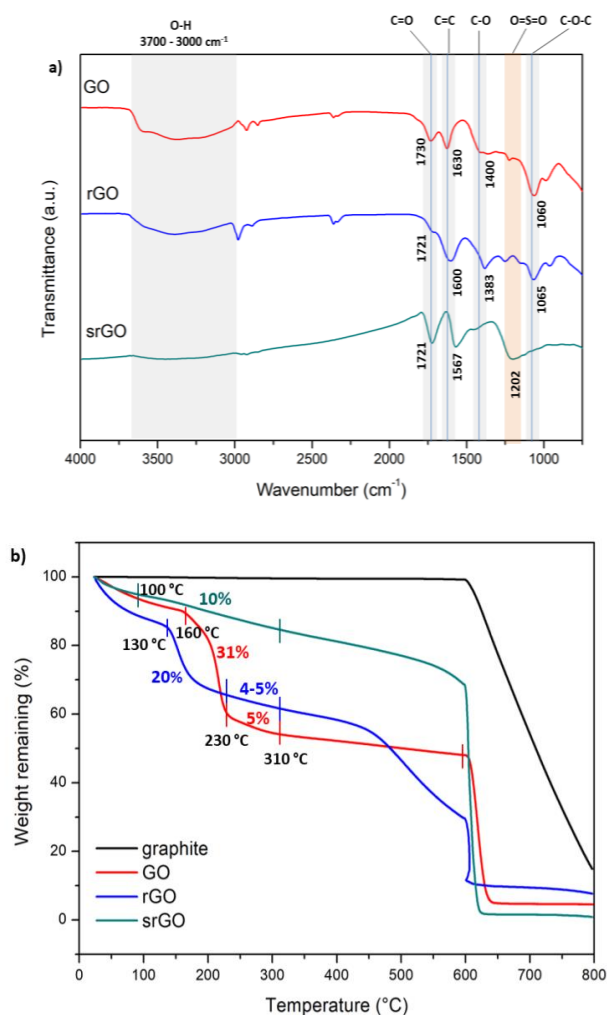 O-H
3700 - 3000 cm⁻¹
C=O
C=C
C-O
O=S=O
C-O-C
a)
GO
rGO
srGO
1730
1630
1400
1060
1721
1600
1383
1065
1721
1567
1202
Transmittance (a.u.)
4000 3500 3000 2500 2000 1500 1000
Wavenumber (cm⁻¹)
b)
100
80
60
40
20
0
Weight remaining (%)
100 °C
10%
130 °C
160 °C
31%
20%
4-5%
5%
230 °C
310 °C
graphite
GO
rGO
srGO
0 100 200 300 400 500 600 700 800
Temperature (°C)